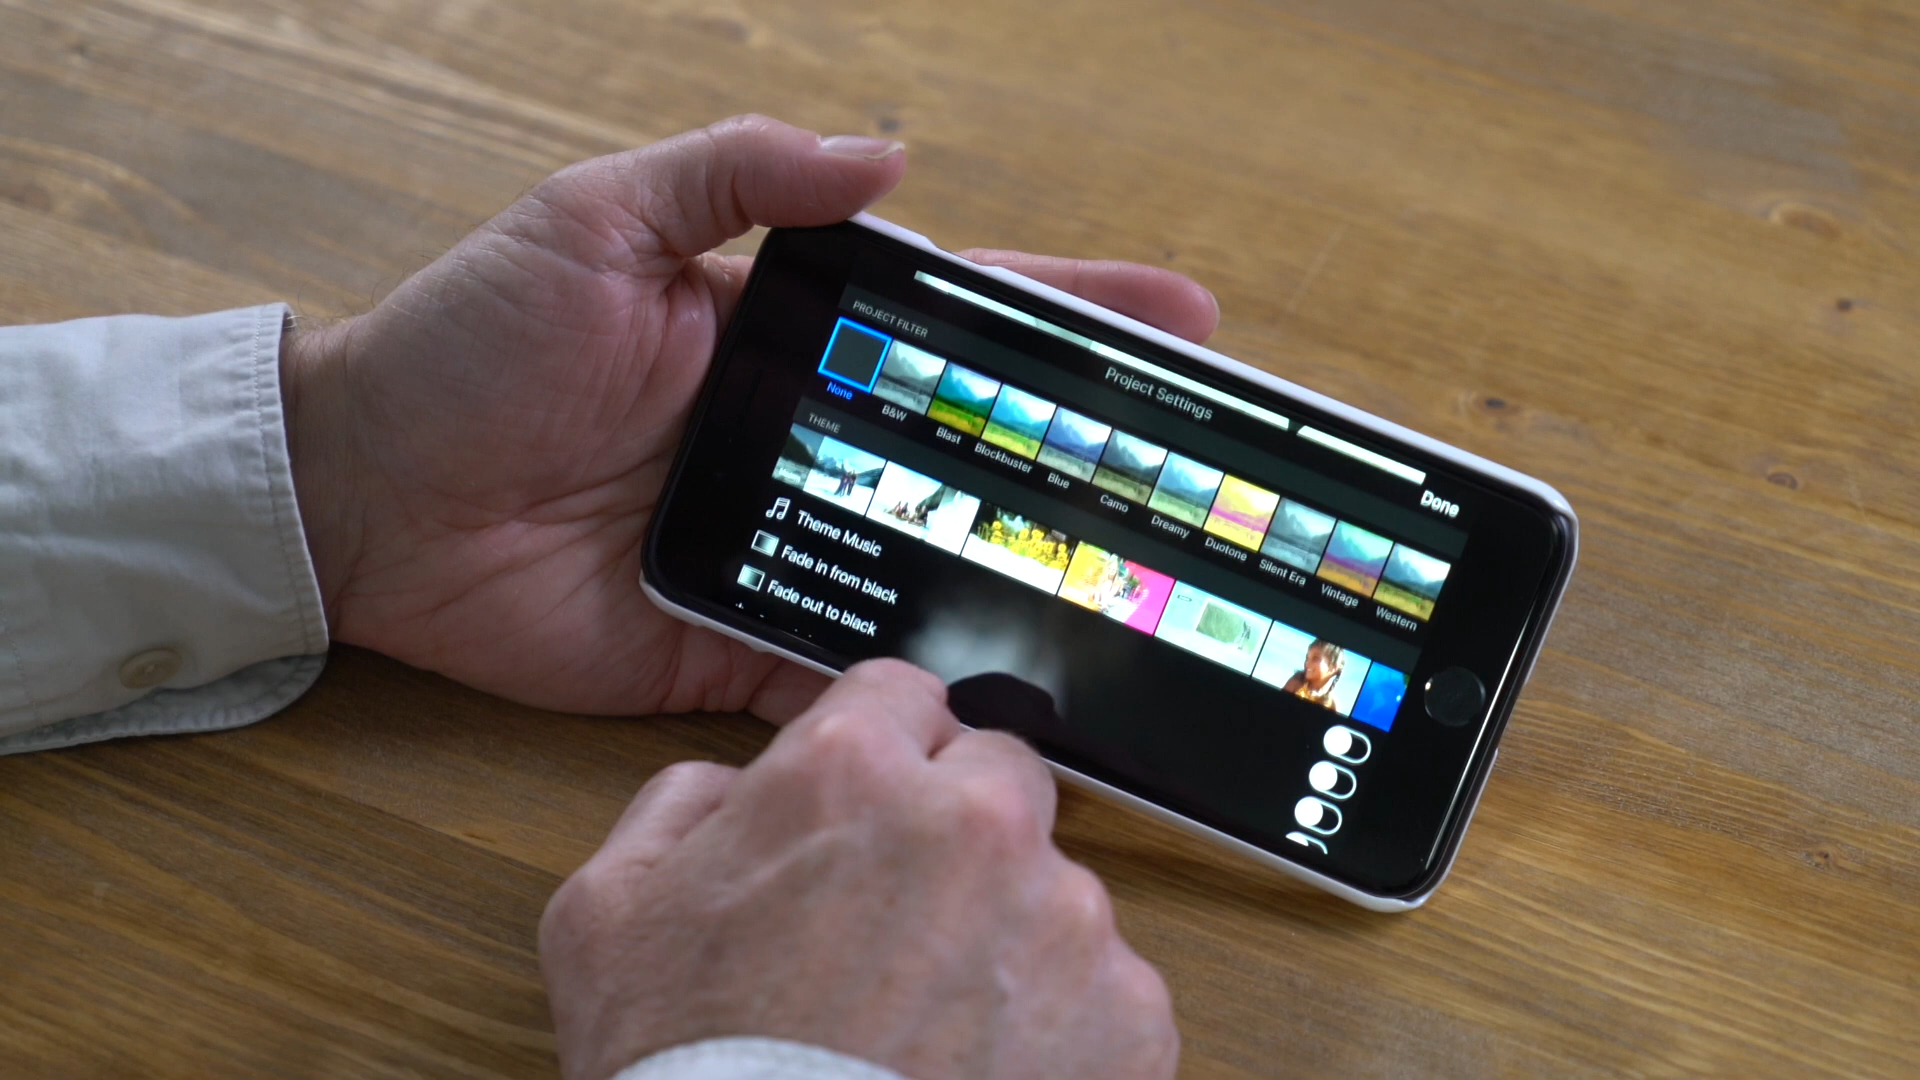 Project Settings
Done
PROJECT FILTER
None
B&W
Blast
Blockbuster
Blue
Camo
Dreamy
Duotone
Silent Era
Vintage
Western
THEME
Theme Music
Fade in from black
Fade out to black